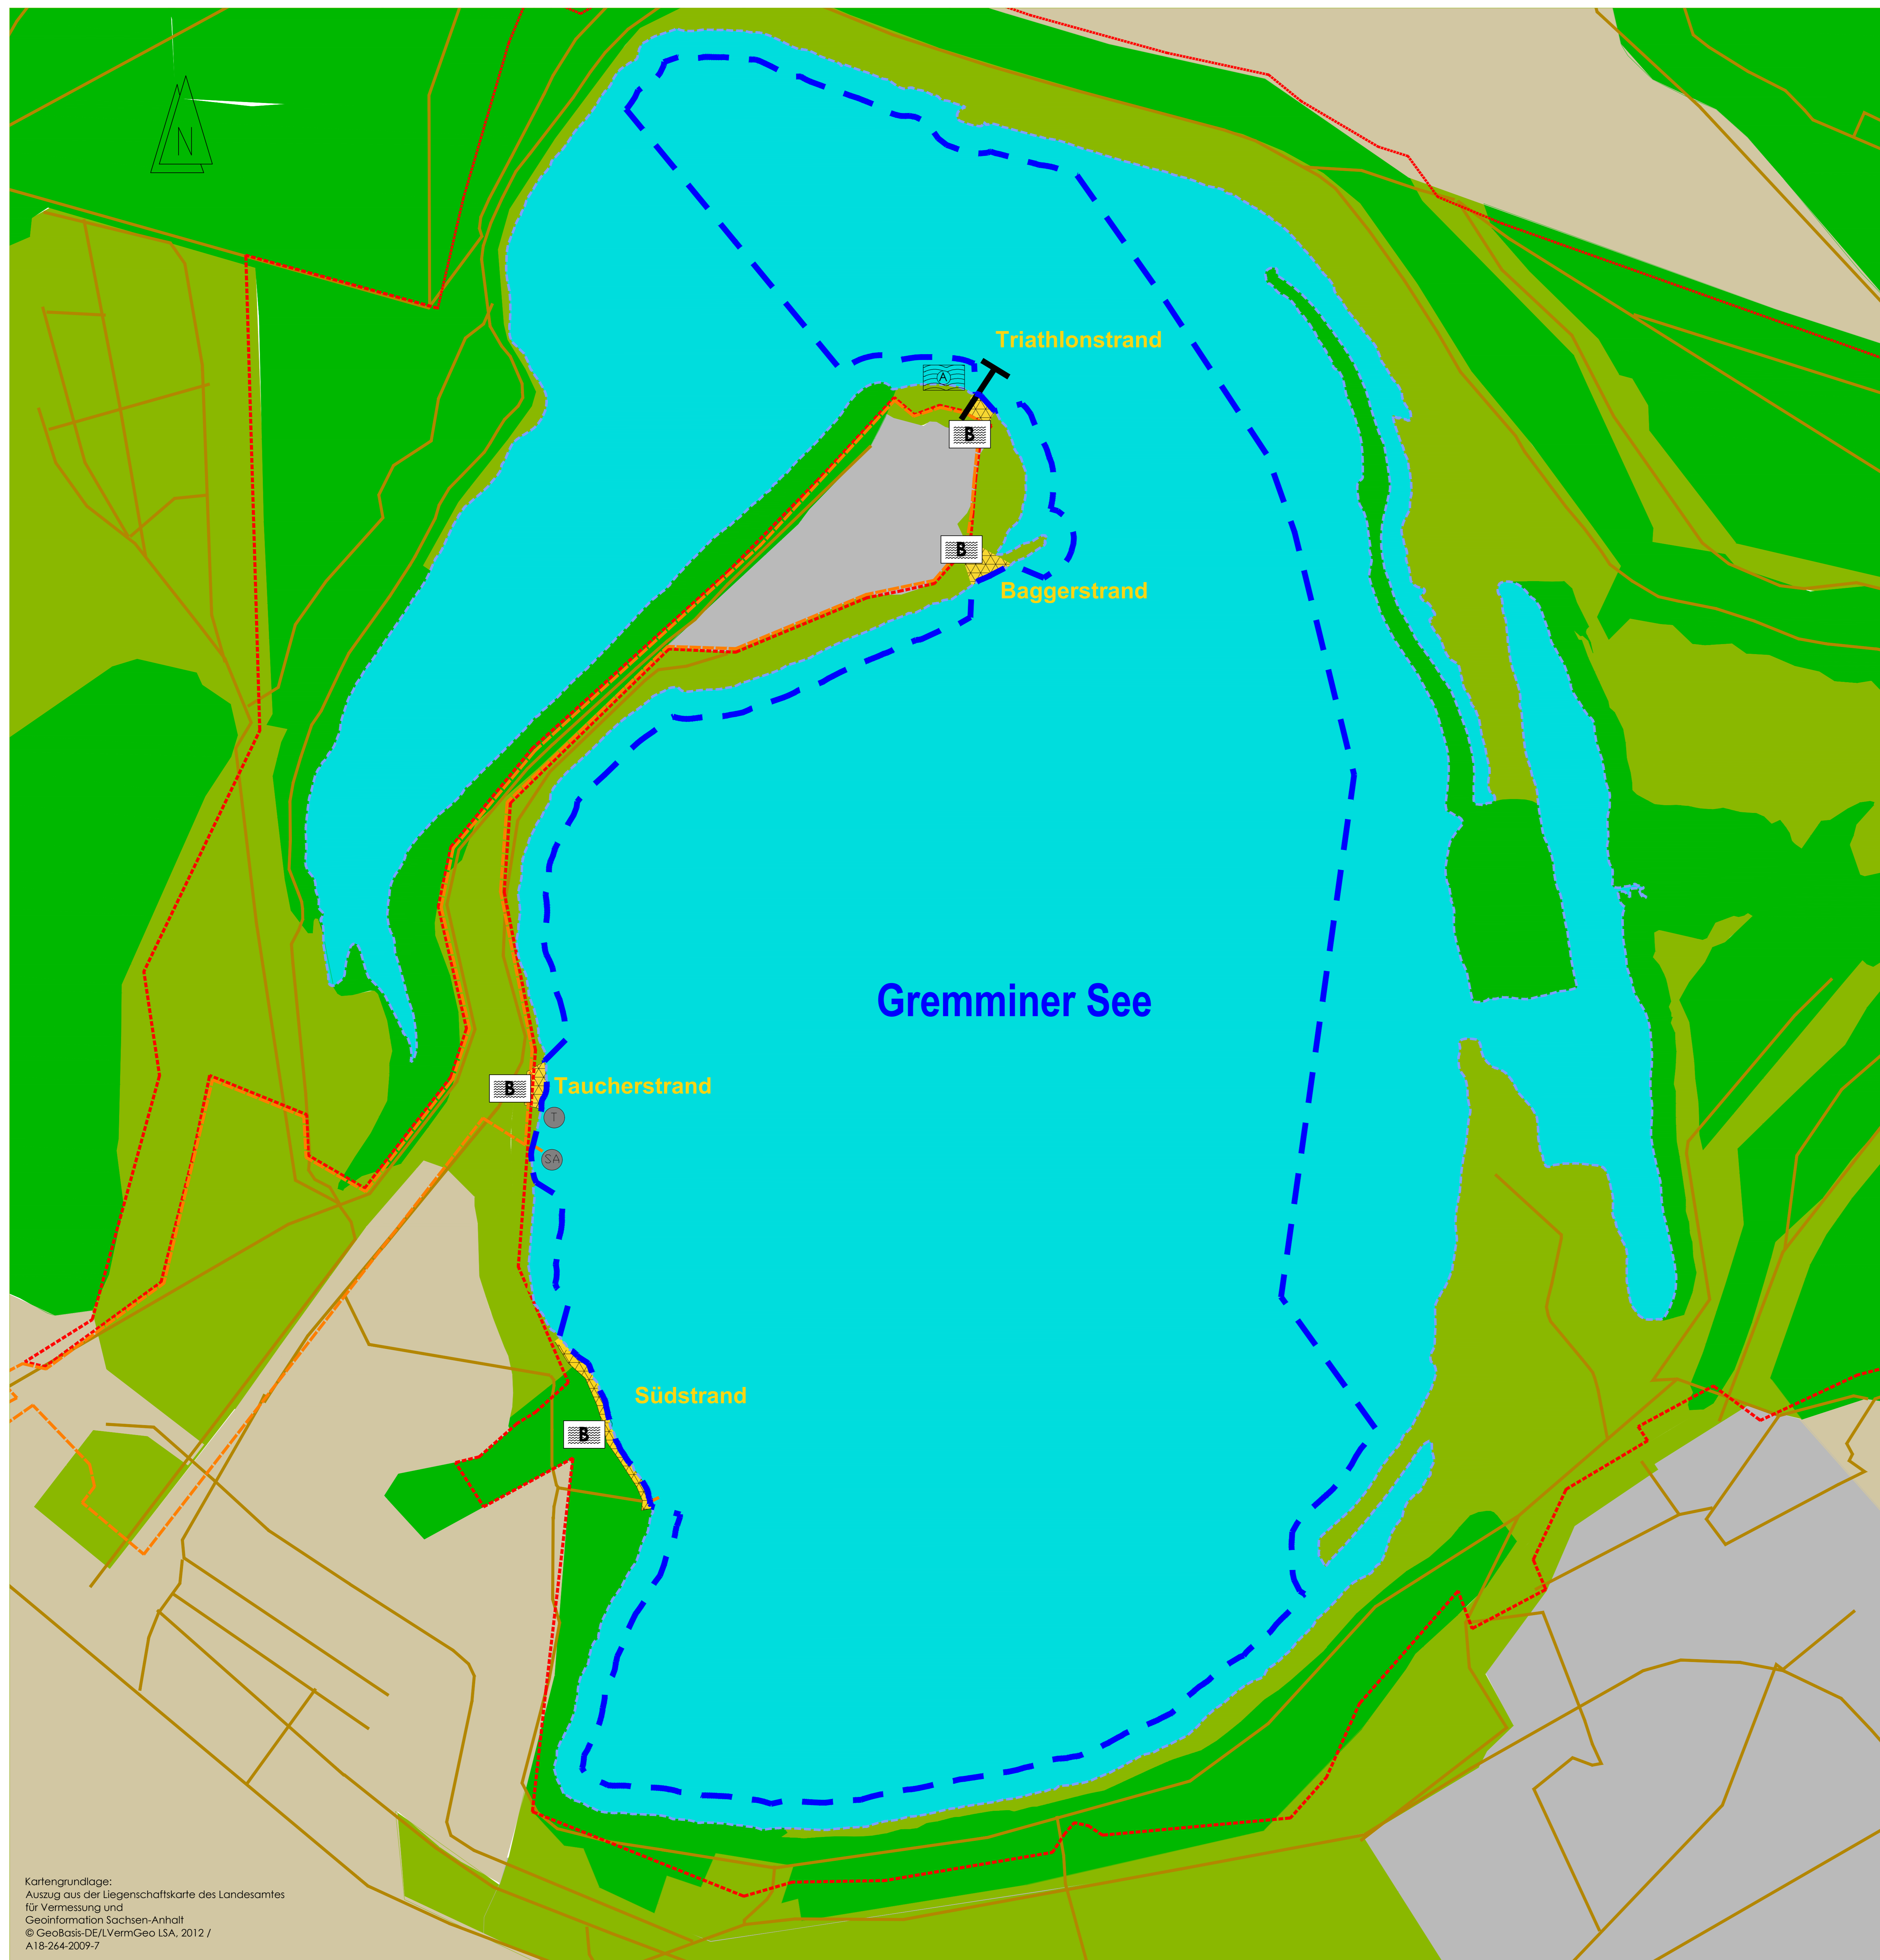 N
Triathlonstrand
A
B
B
Baggerstrand
Gremminer See
B
Taucherstrand
T
SA
Südstrand
B
Kartengrundlage:
Auszug aus der Liegenschaftskarte des Landesamtes
für Vermessung und
Geoinformation Sachsen-Anhalt
© GeoBasis-DE/LVermGeo LSA, 2012 /
A18-264-2009-7